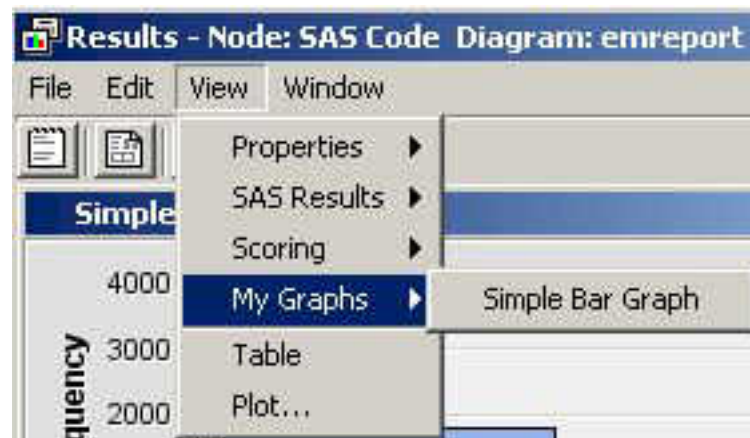 Results - Node: SAS Code Diagram: emreport
File Edit View Window
Properties
SAS Results
Scoring
My Graphs
Simple Bar Graph
Table
Plot...
Simple
4000
3000
2000